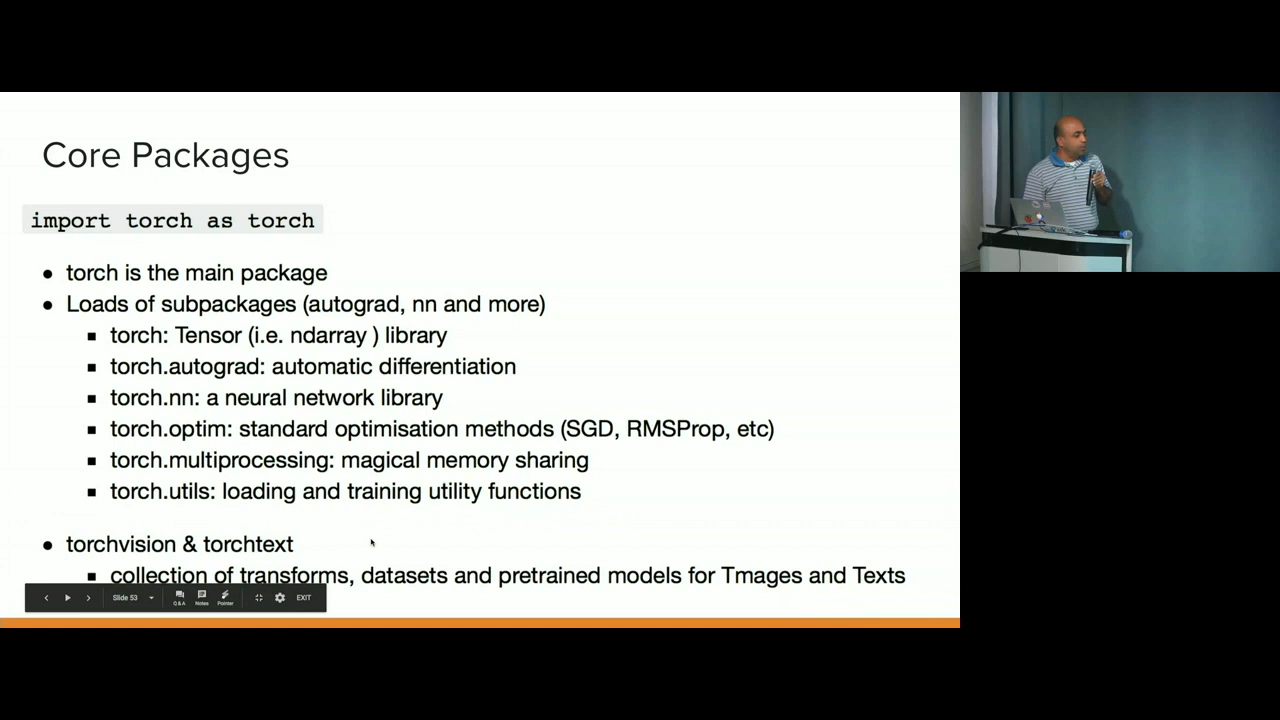 Core Packages
import torch as torch
● torch is the main package
● Loads of subpackages (autograd, nn and more)
■ torch: Tensor (i.e. ndarray ) library
■ torch.autograd: automatic differentiation
■ torch.nn: a neural network library
■ torch.optim: standard optimisation methods (SGD, RMSProp, etc)
■ torch.multiprocessing: magical memory sharing
■ torch.utils: loading and training utility functions
● torchvision & torchtext
■ collection of transforms, datasets and pretrained models for Tmages and Texts
Slide 53 Q&A Notes Pointer EXIT